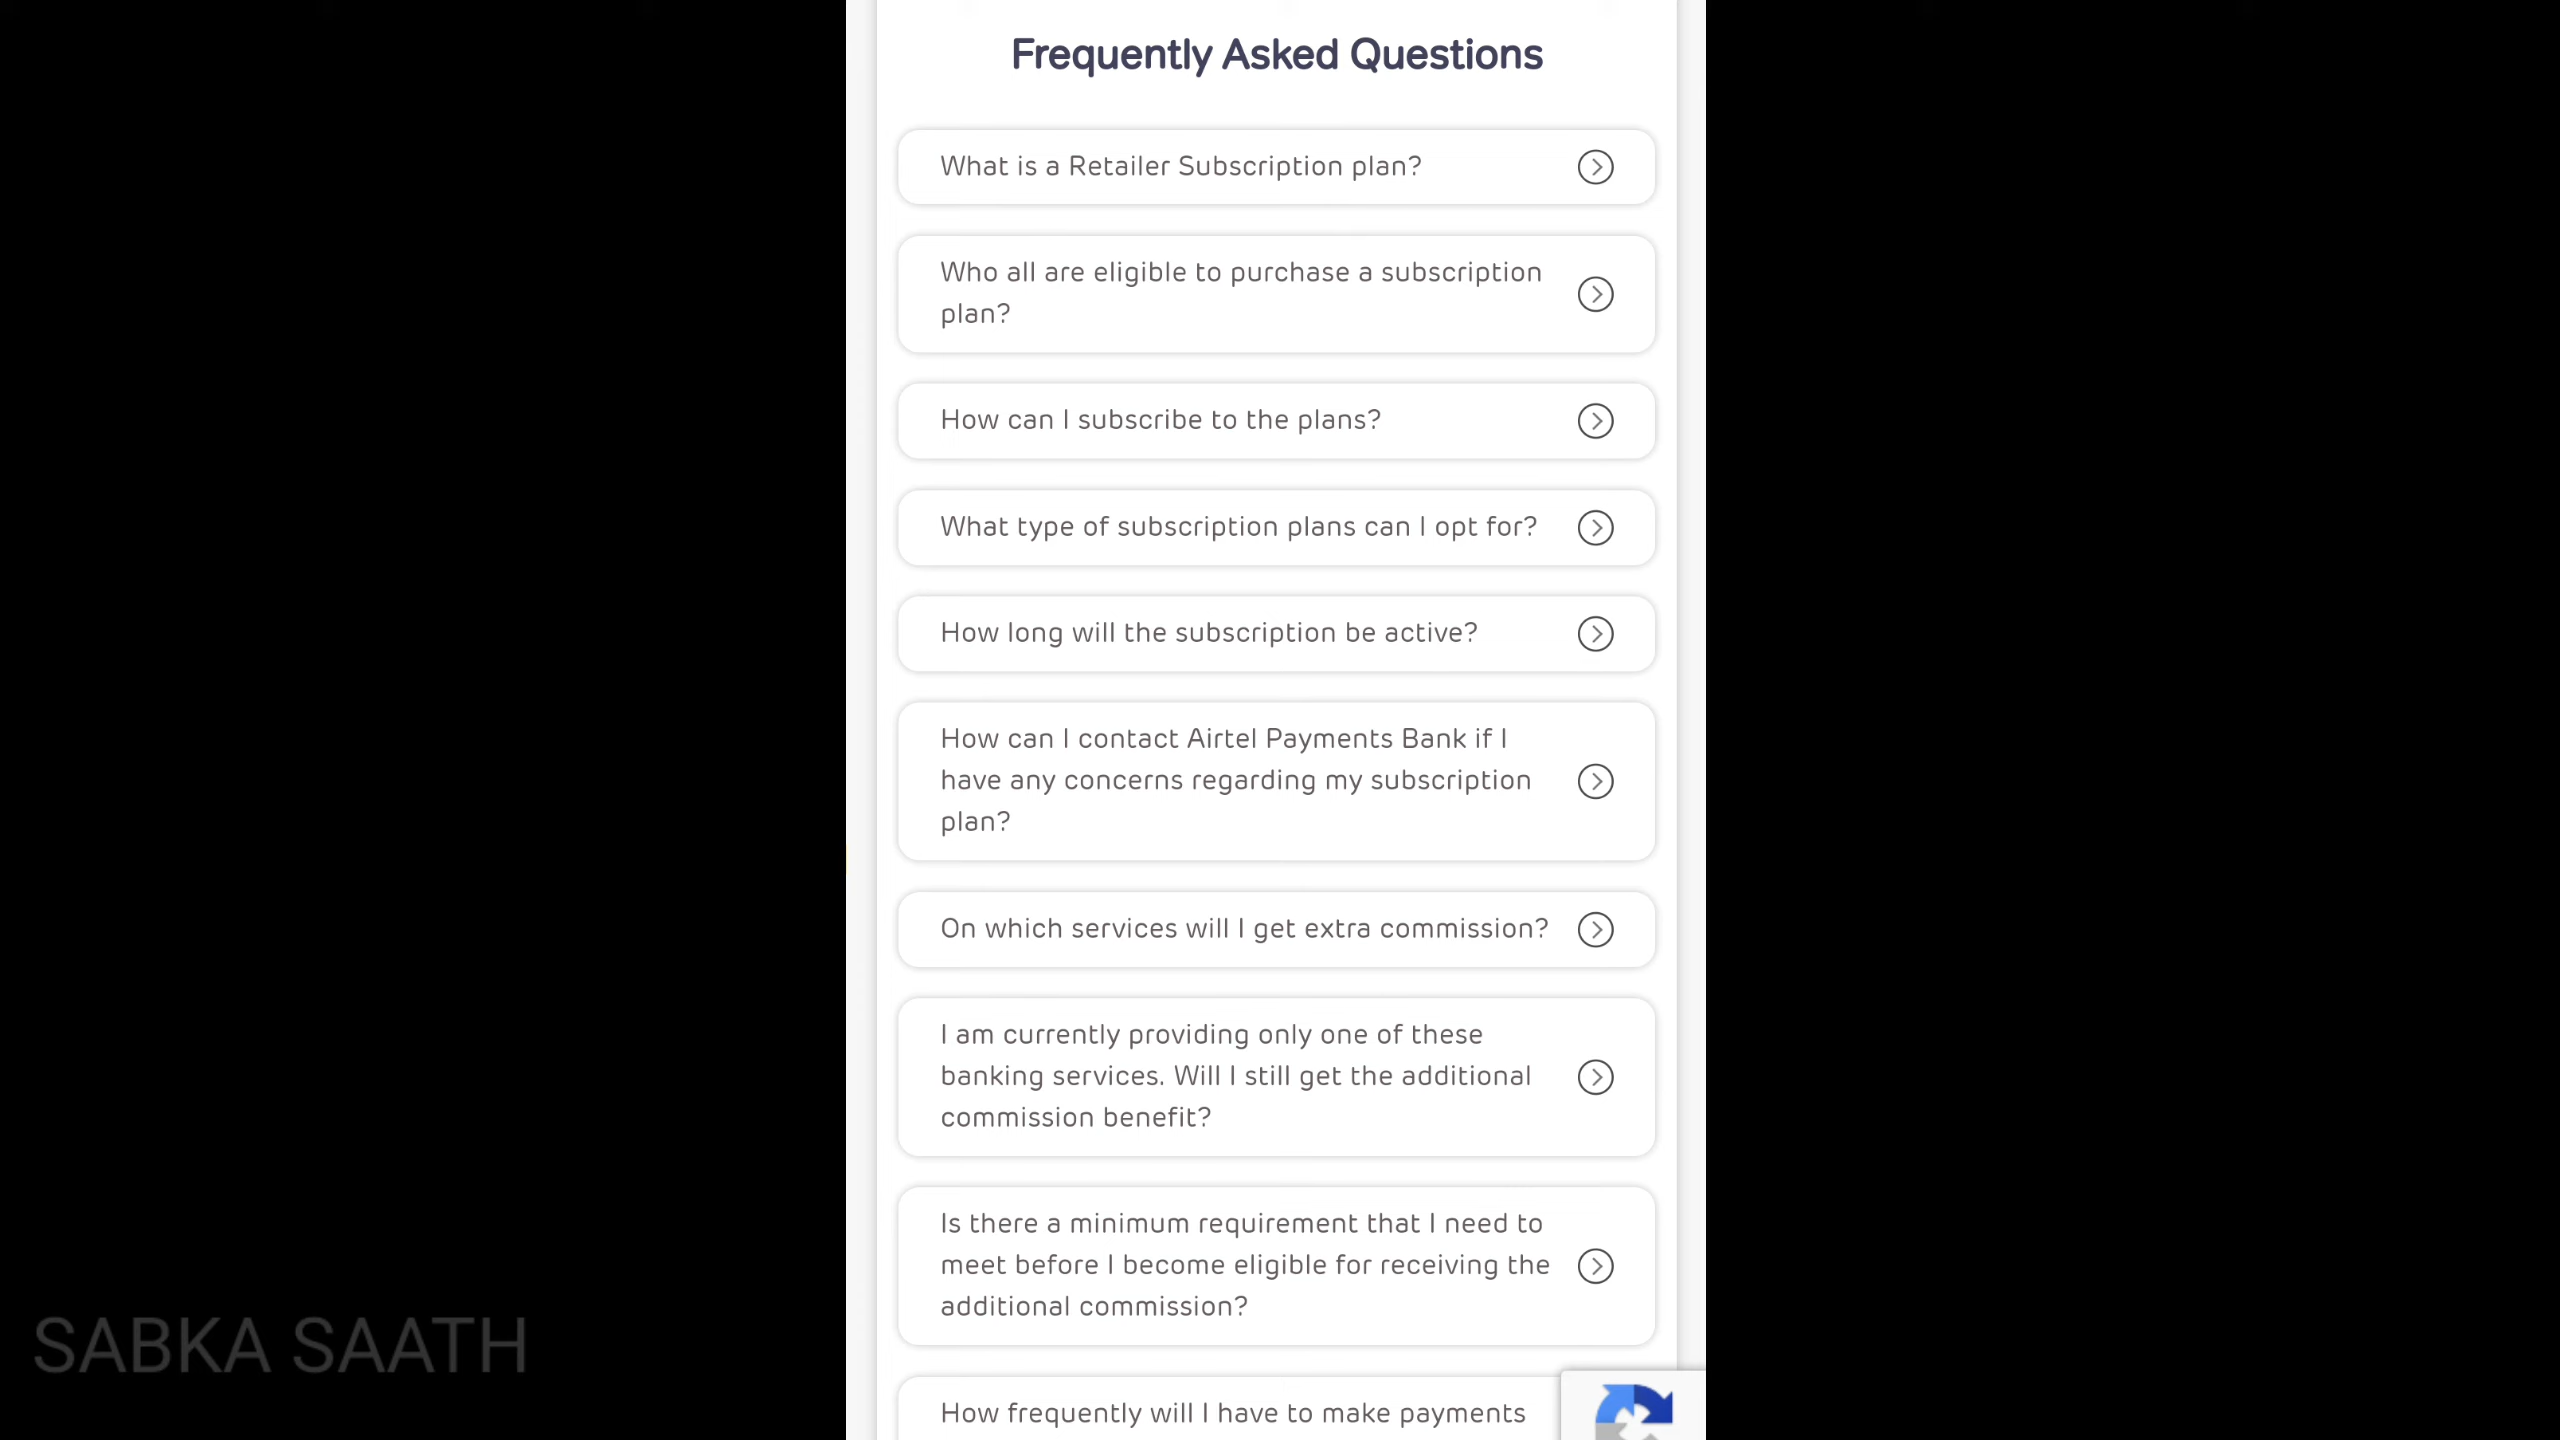 Frequently Asked Questions
What is a Retailer Subscription plan?
Who all are eligible to purchase a subscription
plan?
How can I subscribe to the plans?
What type of subscription plans can I opt for?
How long will the subscription be active?
How can I contact Airtel Payments Bank if I
have any concerns regarding my subscription
plan?
On which services will I get extra commission?
I am currently providing only one of these
banking services. Will I still get the additional
commission benefit?
Is there a minimum requirement that I need to
meet before I become eligible for receiving the
additional commission?
How frequently will I have to make payments
SABKA SAATH